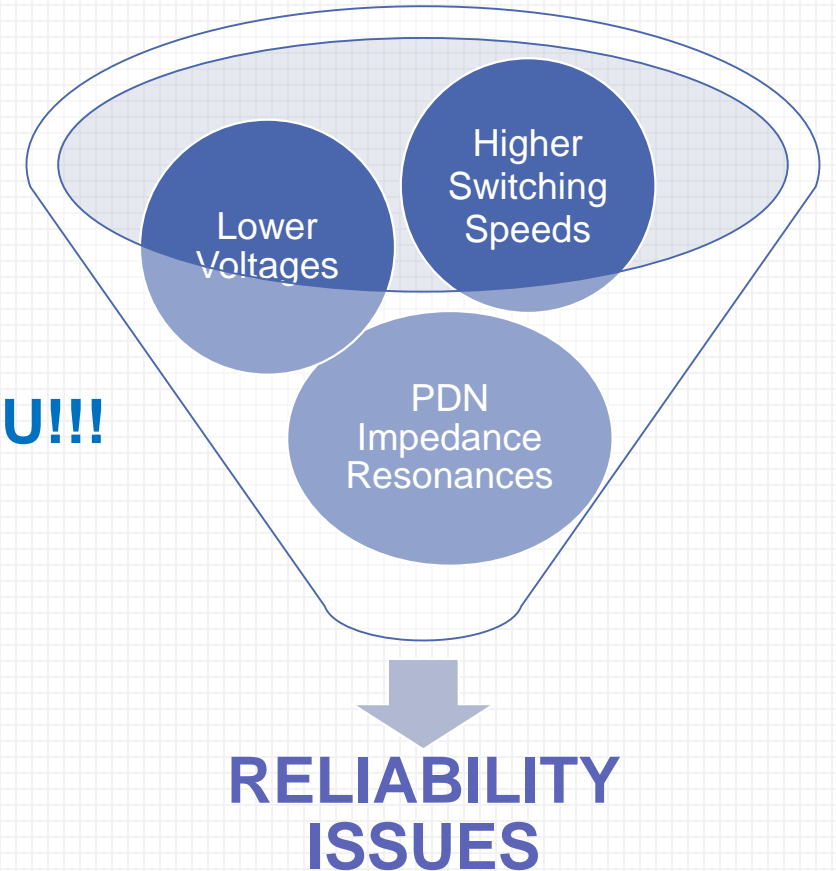 Higher
Switching
Speeds
Lower
Voltages
U!!!
PDN
Impedance
Resonances
RELIABILITY
ISSUES